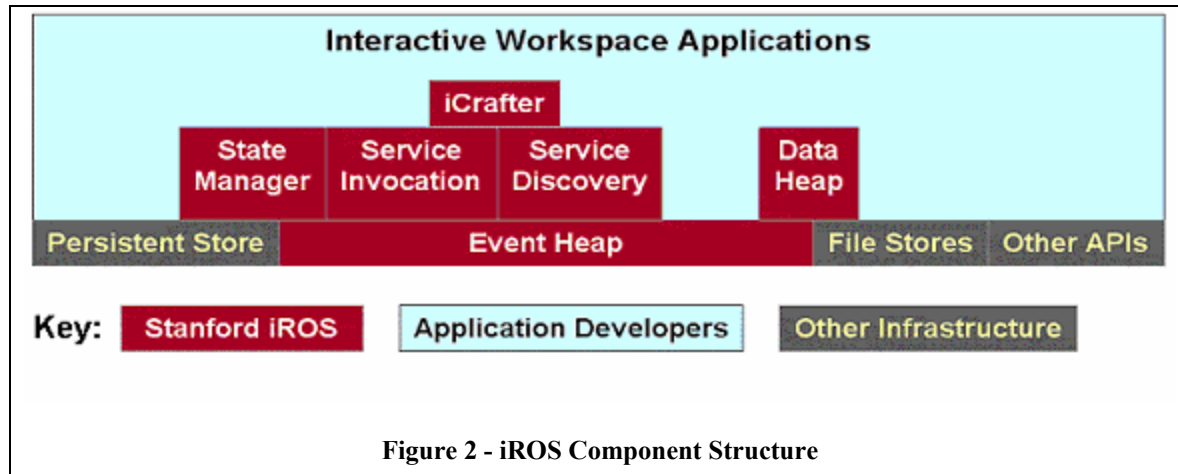 Interactive Workspace Applications
iCrafter
State
Manager
Service
Invocation
Service
Discovery
Data
Heap
Persistent Store
Event Heap
File Stores
Other APIs
Key:
Stanford iROS
Application Developers
Other Infrastructure
Figure 2 - iROS Component Structure